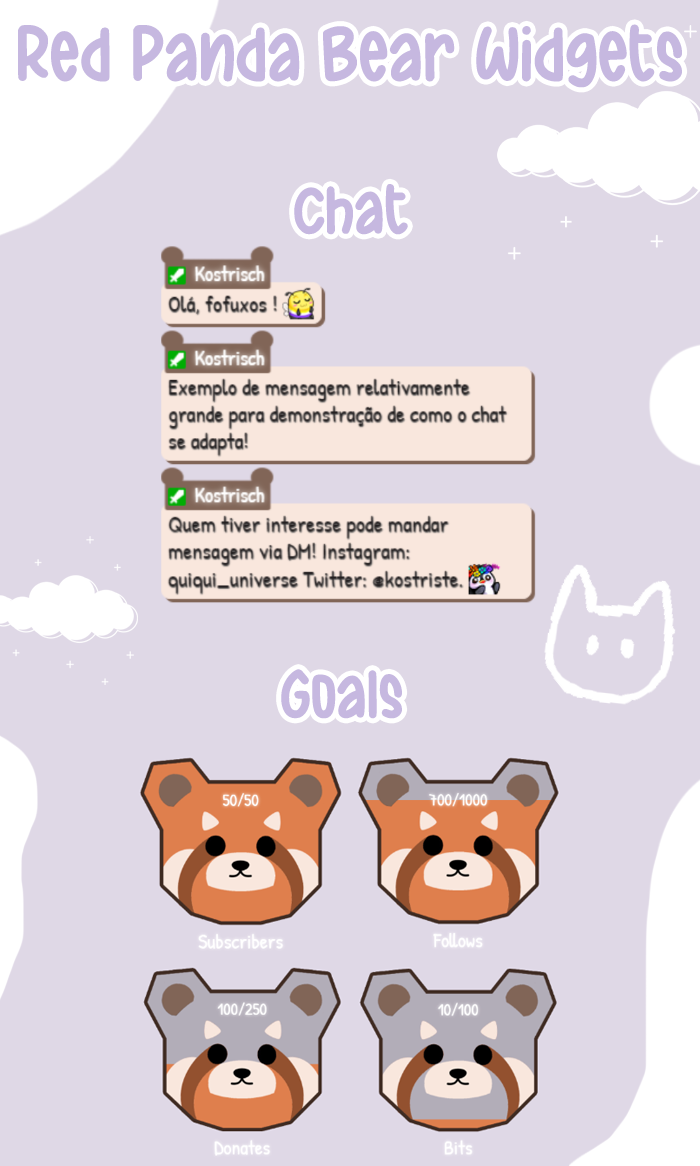 Red Panda Bear Widgets
Chat
Kostrisch
Olá, fofuxos !
Kostrisch
Exemplo de mensagem relativamente
grande para demonstração de como o chat
se adapta!
Kostrisch
Quem tiver interesse pode mandar
mensagem via DM! Instagram:
quiqui_universe Twitter: @kostriste.
Goals
50/50
700/1000
Subscribers
Follows
100/250
10/100
Donates
Bits